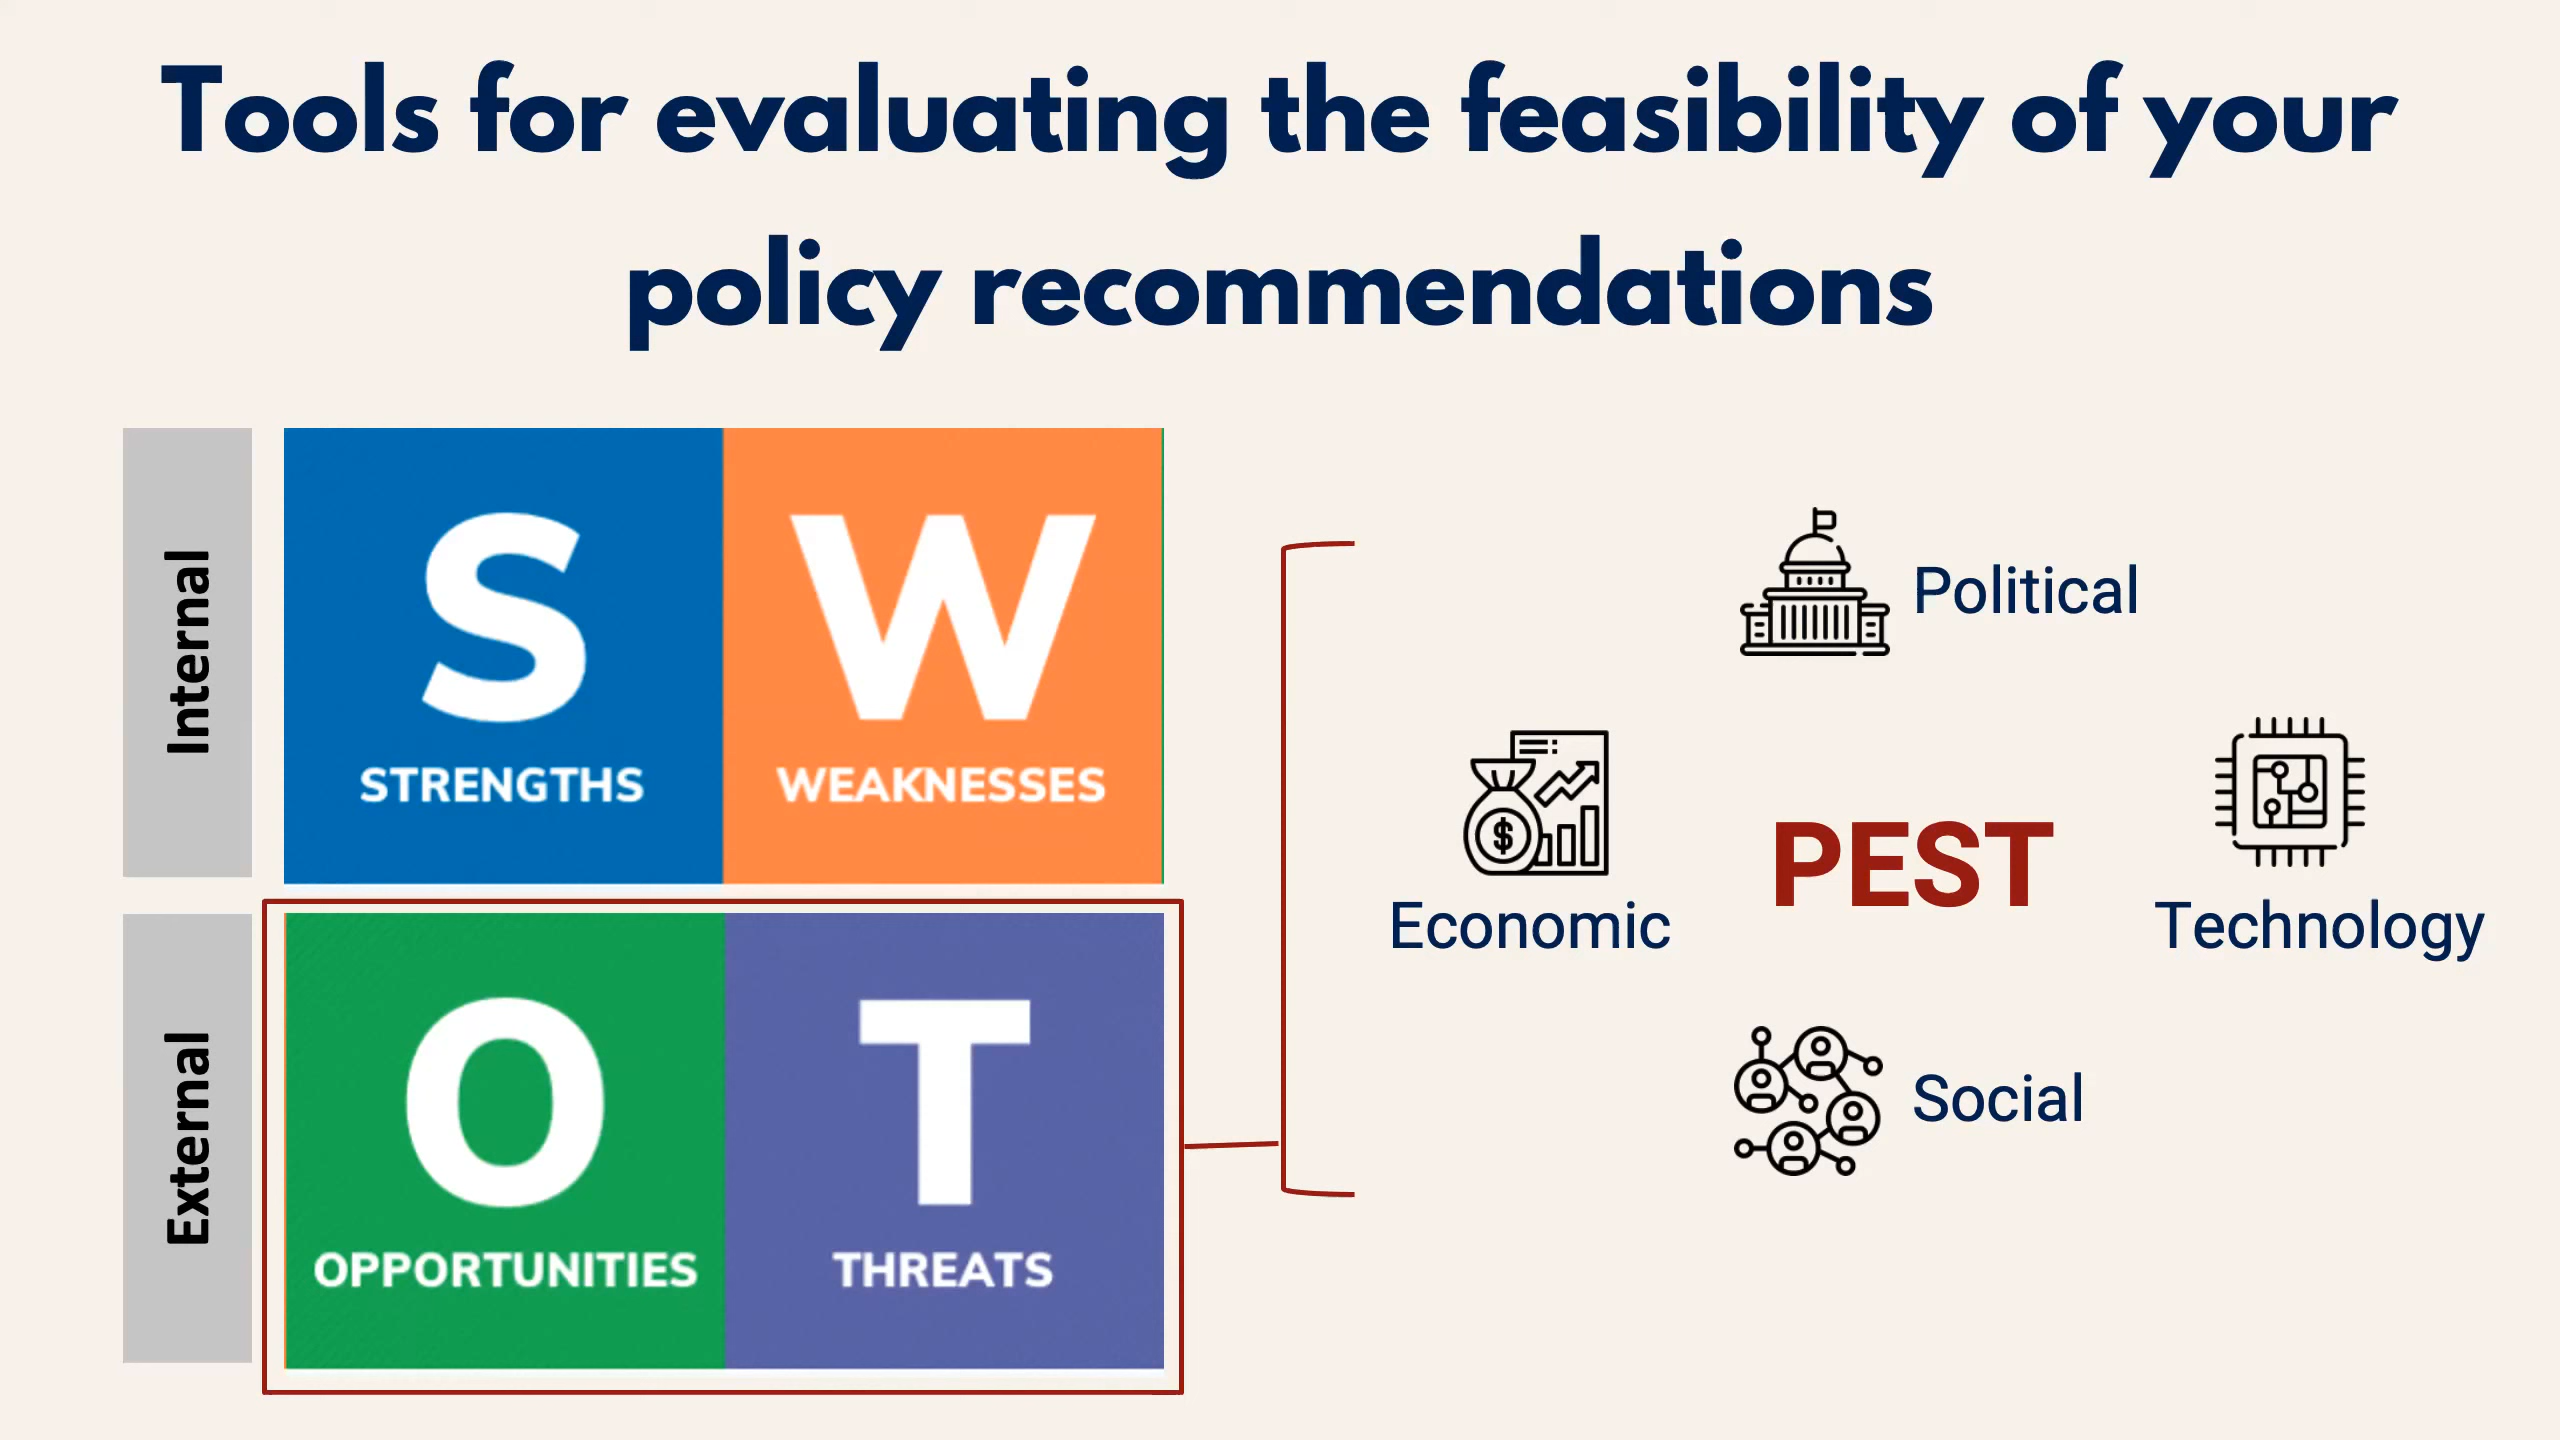 Tools for evaluating the feasibility of your
policy recommendations
Internal
S
STRENGTHS
W
WEAKNESSES
External
O
OPPORTUNITIES
T
THREATS
Political
$
Economic
PEST
Technology
Social